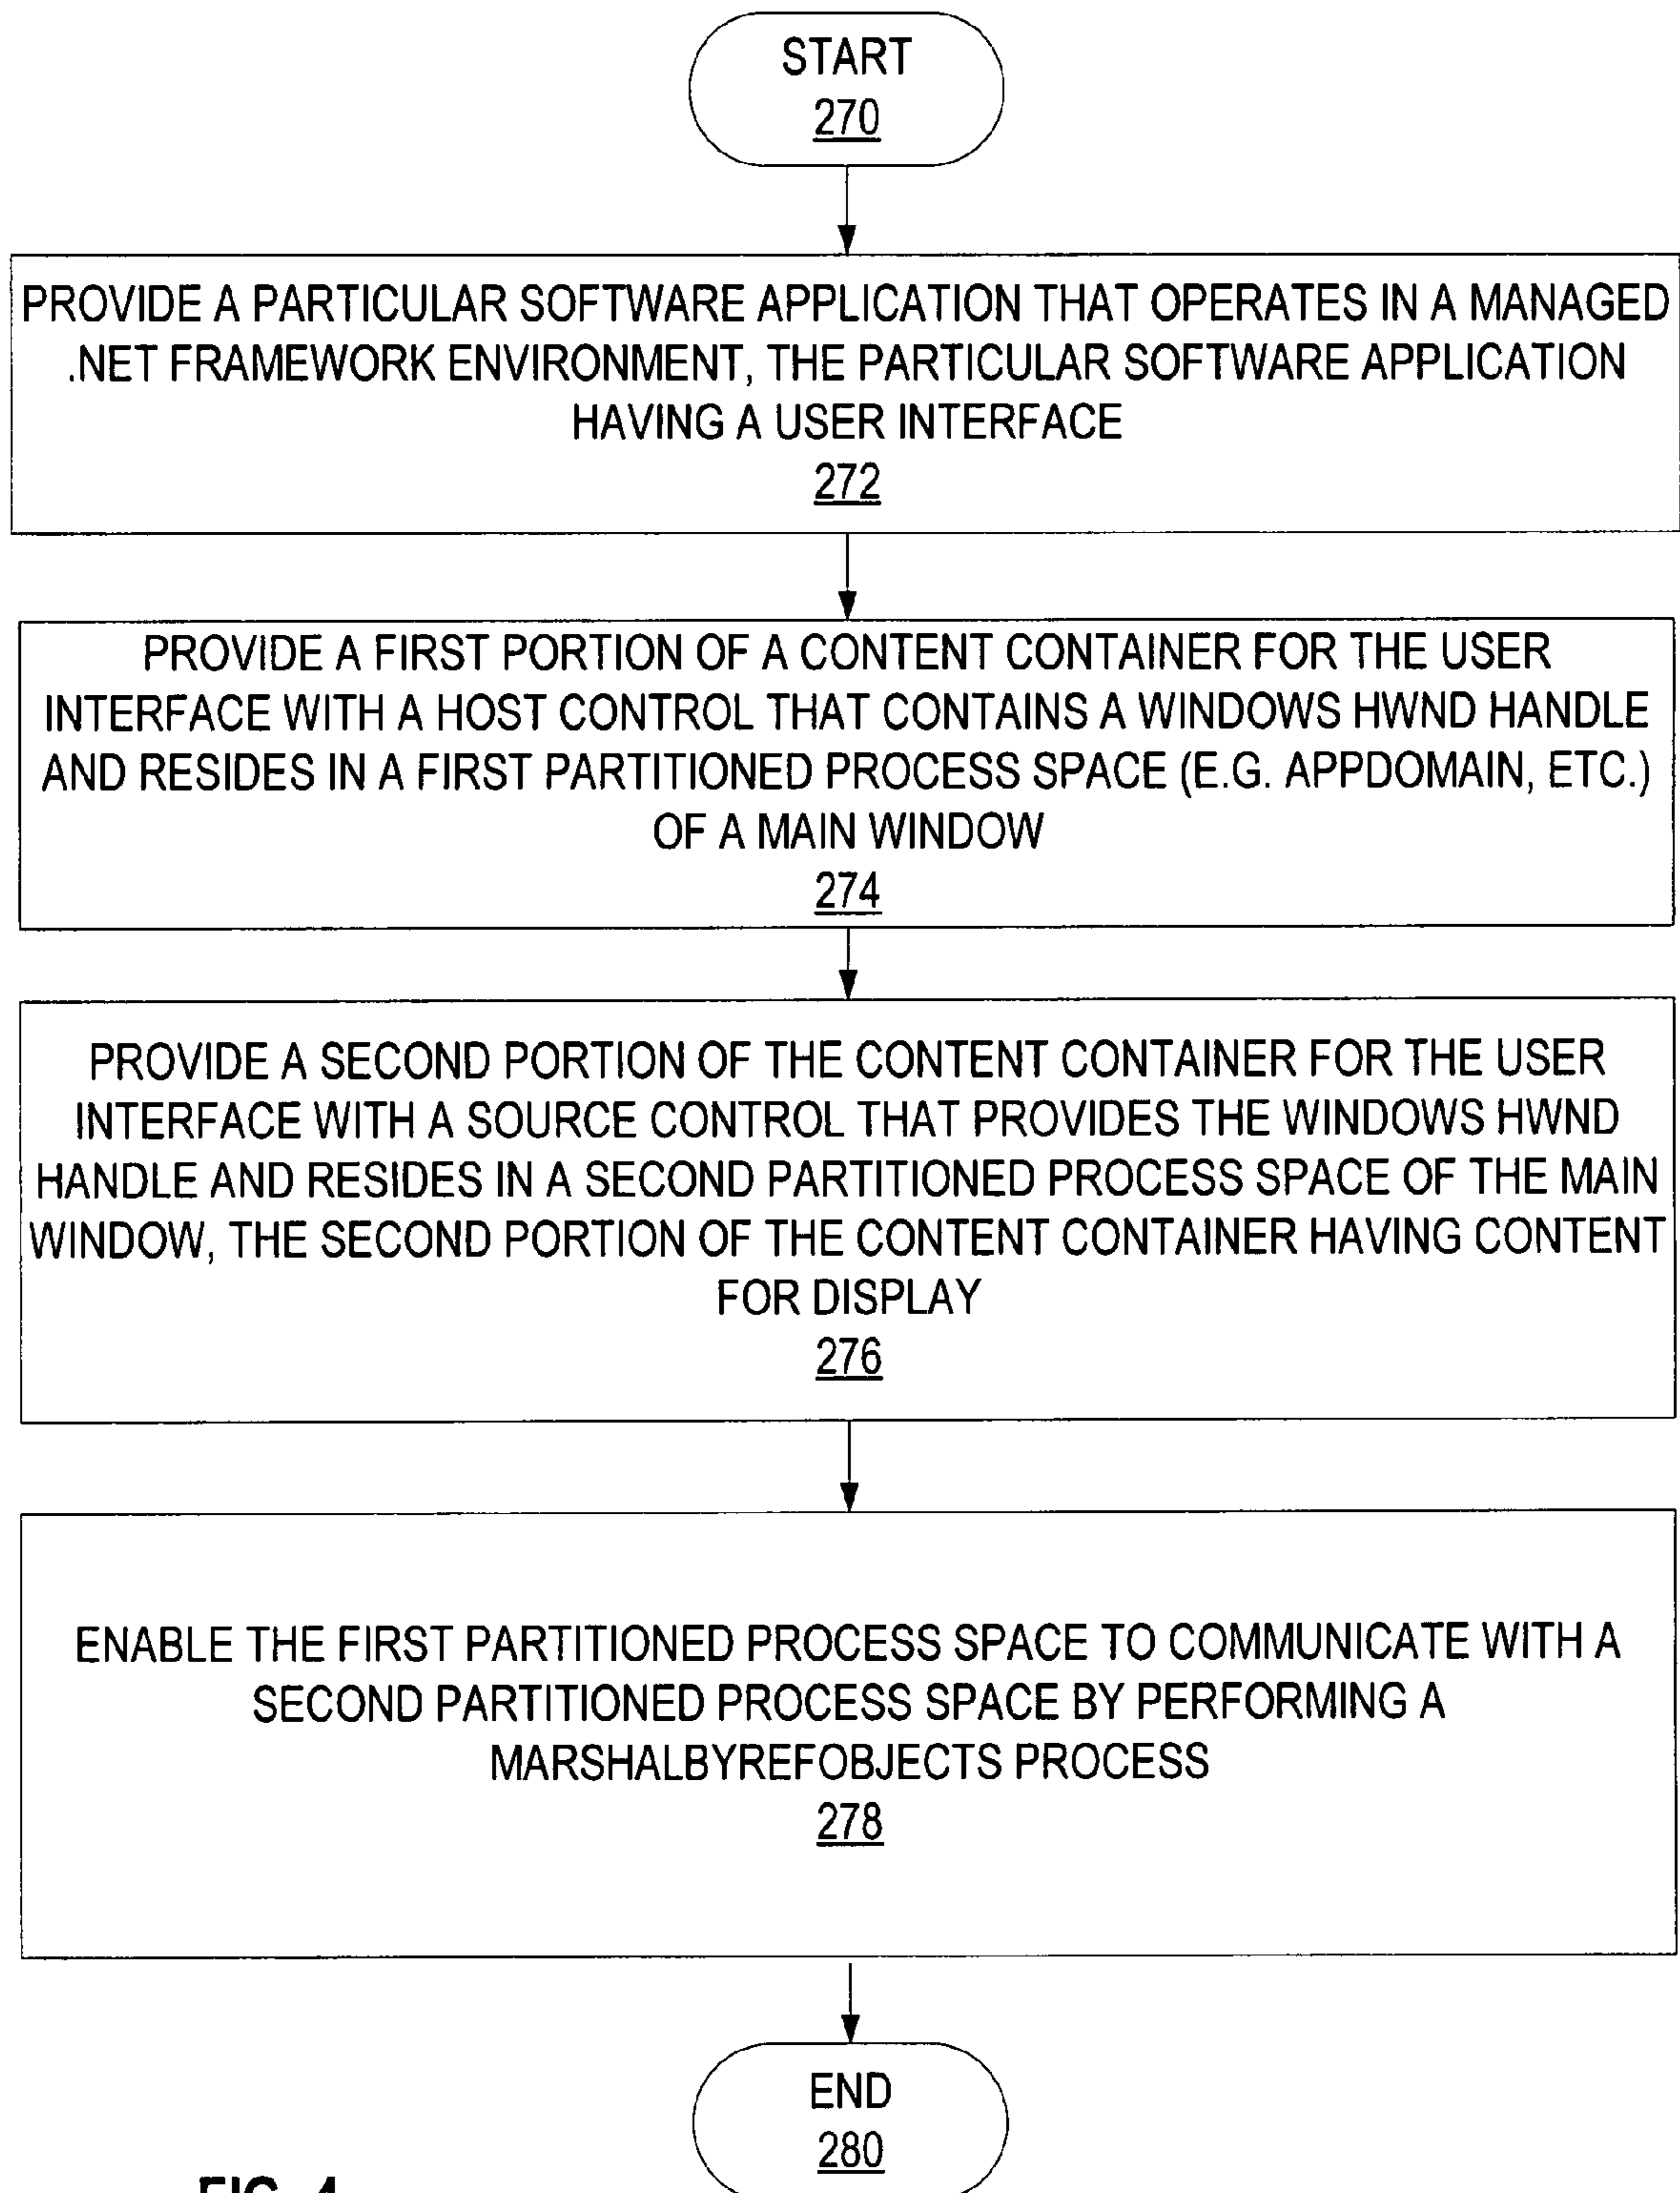 START
270
PROVIDE A PARTICULAR SOFTWARE APPLICATION THAT OPERATES IN A MANAGED
.NET FRAMEWORK ENVIRONMENT, THE PARTICULAR SOFTWARE APPLICATION
HAVING A USER INTERFACE
272
PROVIDE A FIRST PORTION OF A CONTENT CONTAINER FOR THE USER
INTERFACE WITH A HOST CONTROL THAT CONTAINS A WINDOWS HWND HANDLE
AND RESIDES IN A FIRST PARTITIONED PROCESS SPACE (E.G. APPDOMAIN, ETC.)
OF A MAIN WINDOW
274
PROVIDE A SECOND PORTION OF THE CONTENT CONTAINER FOR THE USER
INTERFACE WITH A SOURCE CONTROL THAT PROVIDES THE WINDOWS HWND
HANDLE AND RESIDES IN A SECOND PARTITIONED PROCESS SPACE OF THE MAIN
WINDOW, THE SECOND PORTION OF THE CONTENT CONTAINER HAVING CONTENT
FOR DISPLAY
276
ENABLE THE FIRST PARTITIONED PROCESS SPACE TO COMMUNICATE WITH A
SECOND PARTITIONED PROCESS SPACE BY PERFORMING A
MARSHALBYREFOBJECTS PROCESS
278
END
280
FIG. 4